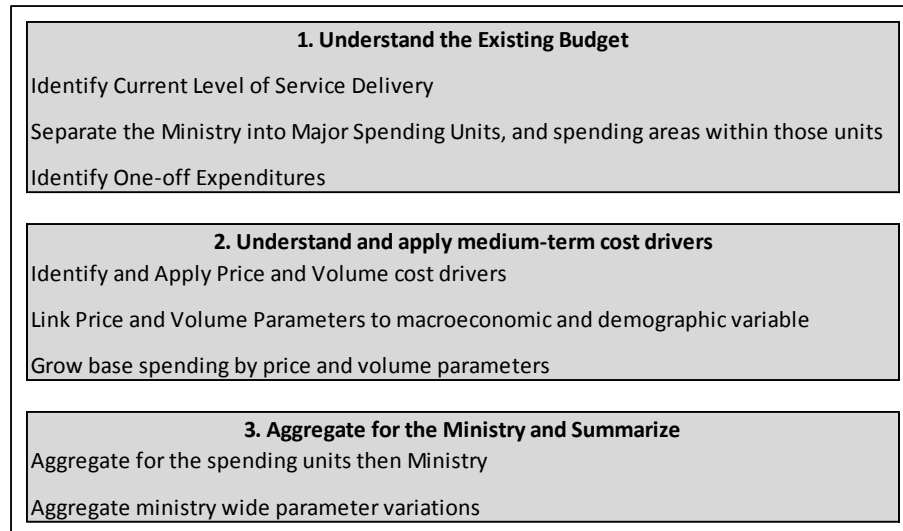 1. Understand the Existing Budget
Identify Current Level of Service Delivery
Separate the Ministry into Major Spending Units, and spending areas within those units
Identify One-off Expenditures
2. Understand and apply medium-term cost drivers
Identify and Apply Price and Volume cost drivers
Link Price and Volume Parameters to macroeconomic and demographic variable
Grow base spending by price and volume parameters
3. Aggregate for the Ministry and Summarize
Aggregate for the spending units then Ministry
Aggregate ministry wide parameter variations